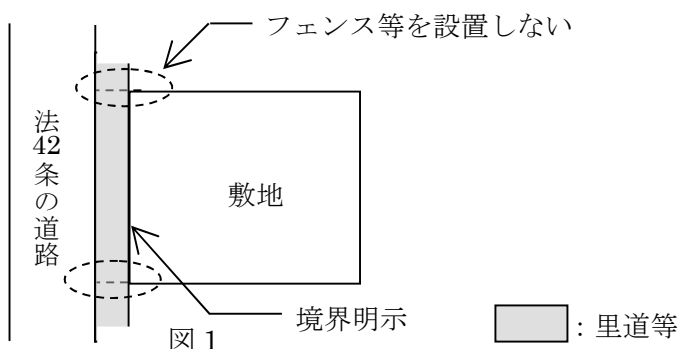 フェンス等を設置しない
法42条の道路
敷地
境界明示
図1
：里道等